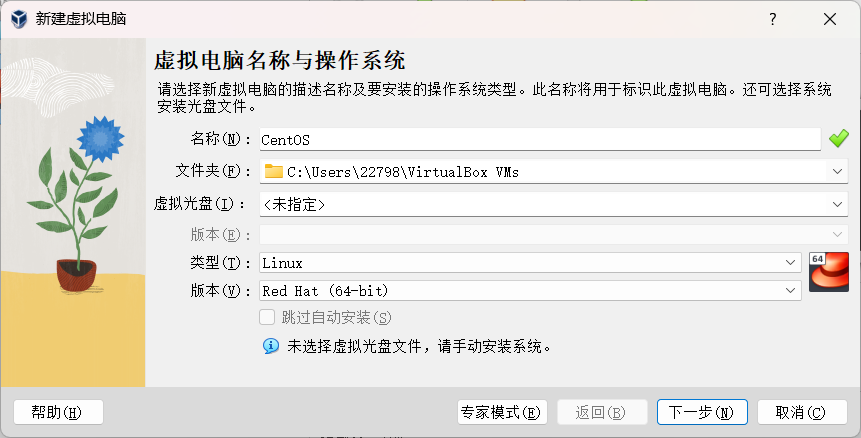 新建虚拟电脑
?
虚拟电脑名称与操作系统
请选择新虚拟电脑的描述名称及要安装的操作系统类型。此名称将用于标识此虚拟电脑。还可选择系统
安装光盘文件。
名称(N)： CentOS
文件夹(F)： C:\Users\22798\VirtualBox VMs
虚拟光盘(I)： <未指定>
版本(E)：
类型(T)： Linux
64
版本(V)： Red Hat (64-bit)
跳过自动安装(S)
未选择虚拟光盘文件，请手动安装系统。
帮助(H) 专家模式(E) 返回(B) 下一步(N) 取消(C)